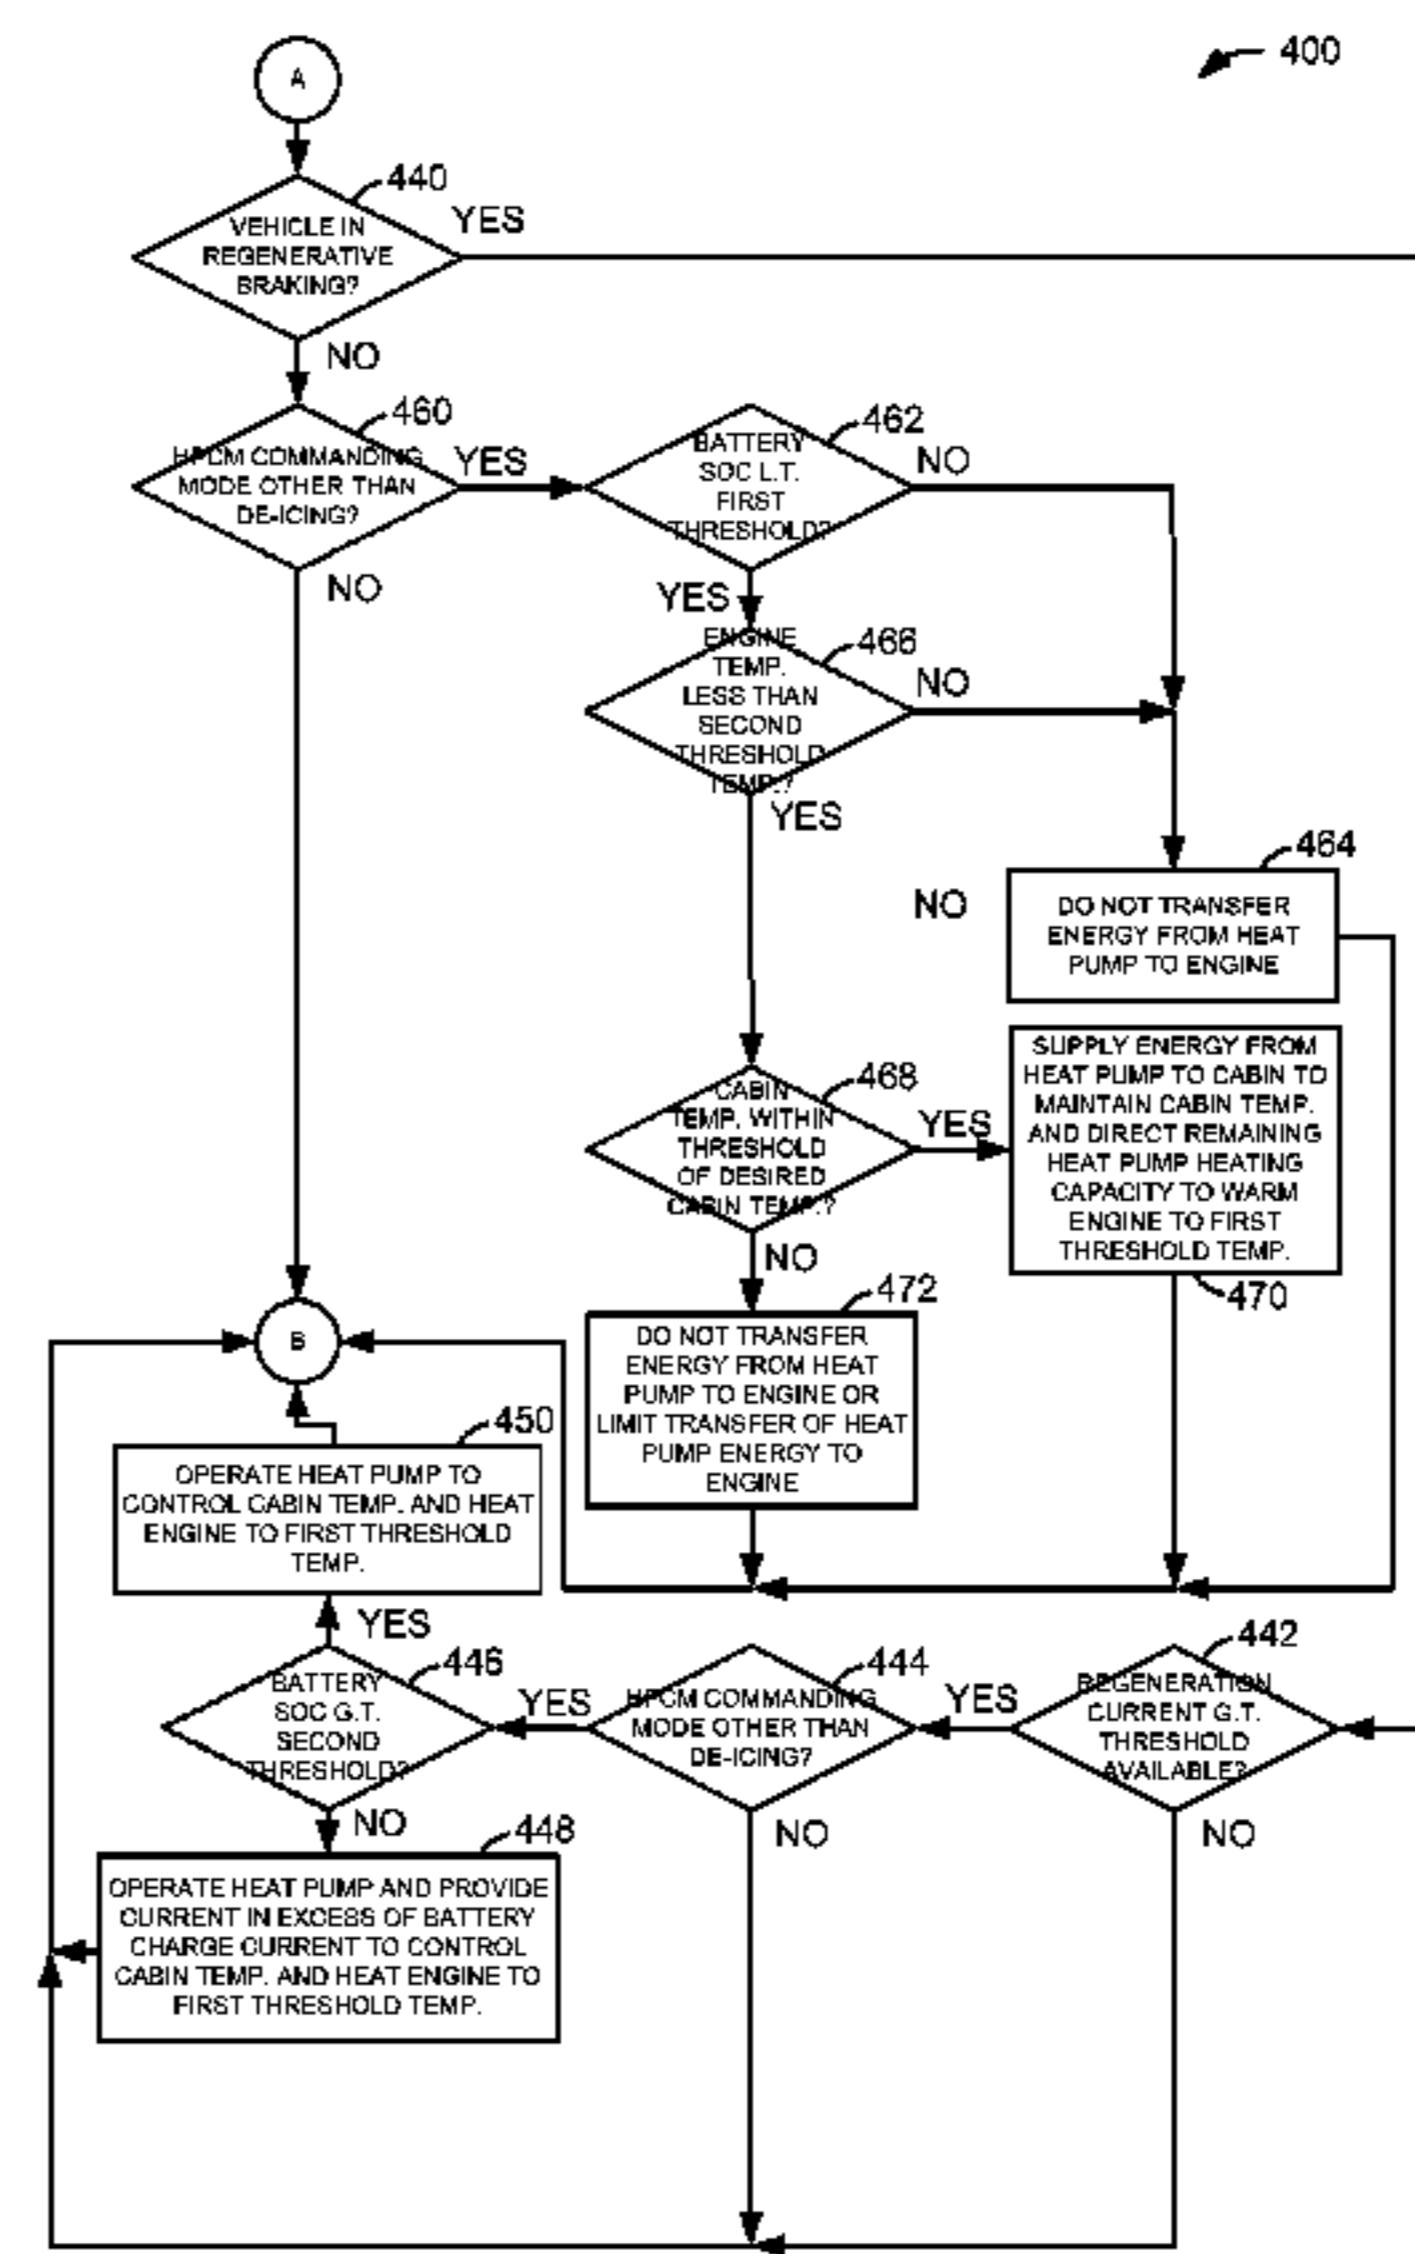 400
A
440
VEHICLE IN
REGENERATIVE
BRAKING?
YES
NO
460
HPCM COMMANDING
MODE OTHER THAN
DE-ICING?
YES
NO
462
BATTERY
SOC L.T.
FIRST
THRESHOLD?
NO
YES
466
ENGINE
TEMP.
LESS THAN
SECOND
THRESHOLD
TEMP.?
NO
YES
464
NO
DO NOT TRANSFER
ENERGY FROM HEAT
PUMP TO ENGINE
468
CABIN
TEMP. WITHIN
THRESHOLD
OF DESIRED
CABIN TEMP.?
YES
NO
SUPPLY ENERGY FROM
HEAT PUMP TO CABIN TO
MAINTAIN CABIN TEMP.
AND DIRECT REMAINING
HEAT PUMP HEATING
CAPACITY TO WARM
ENGINE TO FIRST
THRESHOLD TEMP.
470
472
DO NOT TRANSFER
ENERGY FROM HEAT
PUMP TO ENGINE OR
LIMIT TRANSFER OF HEAT
PUMP ENERGY TO
ENGINE
B
450
OPERATE HEAT PUMP TO
CONTROL CABIN TEMP. AND HEAT
ENGINE TO FIRST THRESHOLD
TEMP.
YES
446
BATTERY
SOC G.T.
SECOND
THRESHOLD?
YES
NO
444
HPCM COMMANDING
MODE OTHER THAN
DE-ICING?
YES
NO
442
REGENERATION
CURRENT G.T.
THRESHOLD
AVAILABLE?
NO
448
OPERATE HEAT PUMP AND PROVIDE
CURRENT IN EXCESS OF BATTERY
CHARGE CURRENT TO CONTROL
CABIN TEMP. AND HEAT ENGINE TO
FIRST THRESHOLD TEMP.